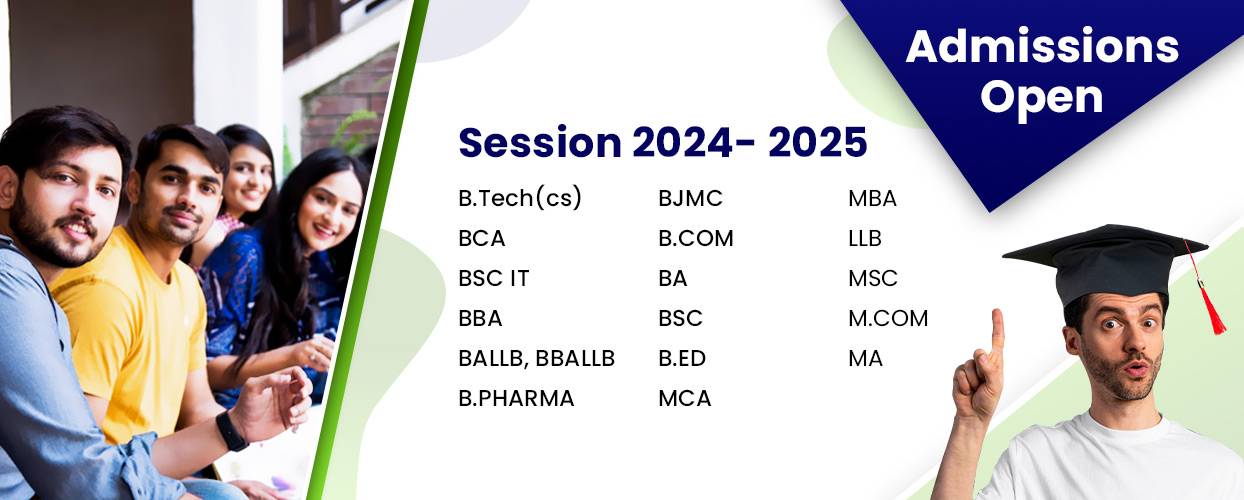 Admissions
Open
Session 2024- 2025
B.Tech(cs)
BCA
BSC IT
BBA
BALLB, BBALLB
B.PHARMA
BJMC
B.COM
BA
BSC
B.ED
MCA
MBA
LLB
MSC
M.COM
MA